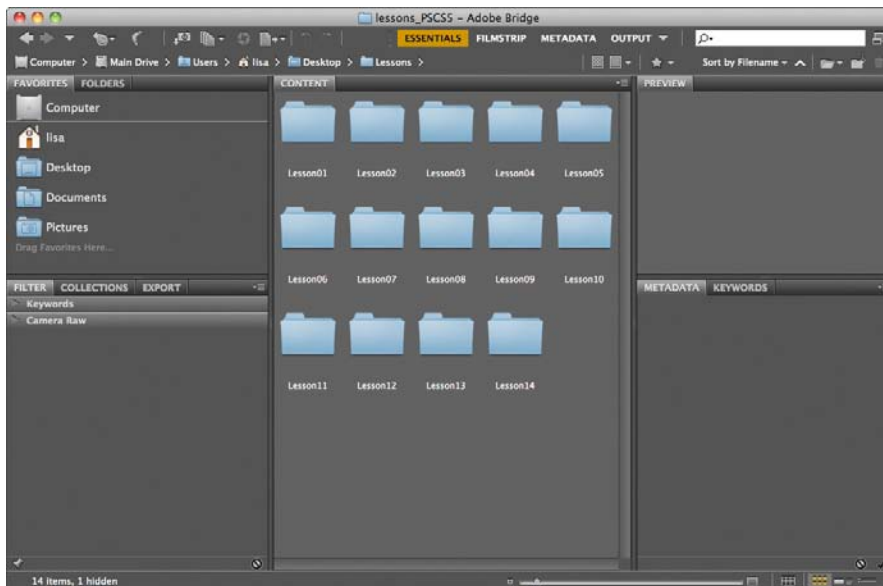 lessons_PSCS5 – Adobe Bridge
ESSENTIALS FILMSTRIP METADATA OUTPUT
Computer > Main Drive > Users > lisa > Desktop > Lessons >
Sort by Filename
FAVORITES FOLDERS
Computer
lisa
Desktop
Documents
Pictures
Drag Favorites Here...
FILTER COLLECTIONS EXPORT
Keywords
Camera Raw
CONTENT
Lesson01 Lesson02 Lesson03 Lesson04 Lesson05
Lesson06 Lesson07 Lesson08 Lesson09 Lesson10
Lesson11 Lesson12 Lesson13 Lesson14
PREVIEW
METADATA KEYWORDS
14 items, 1 hidden